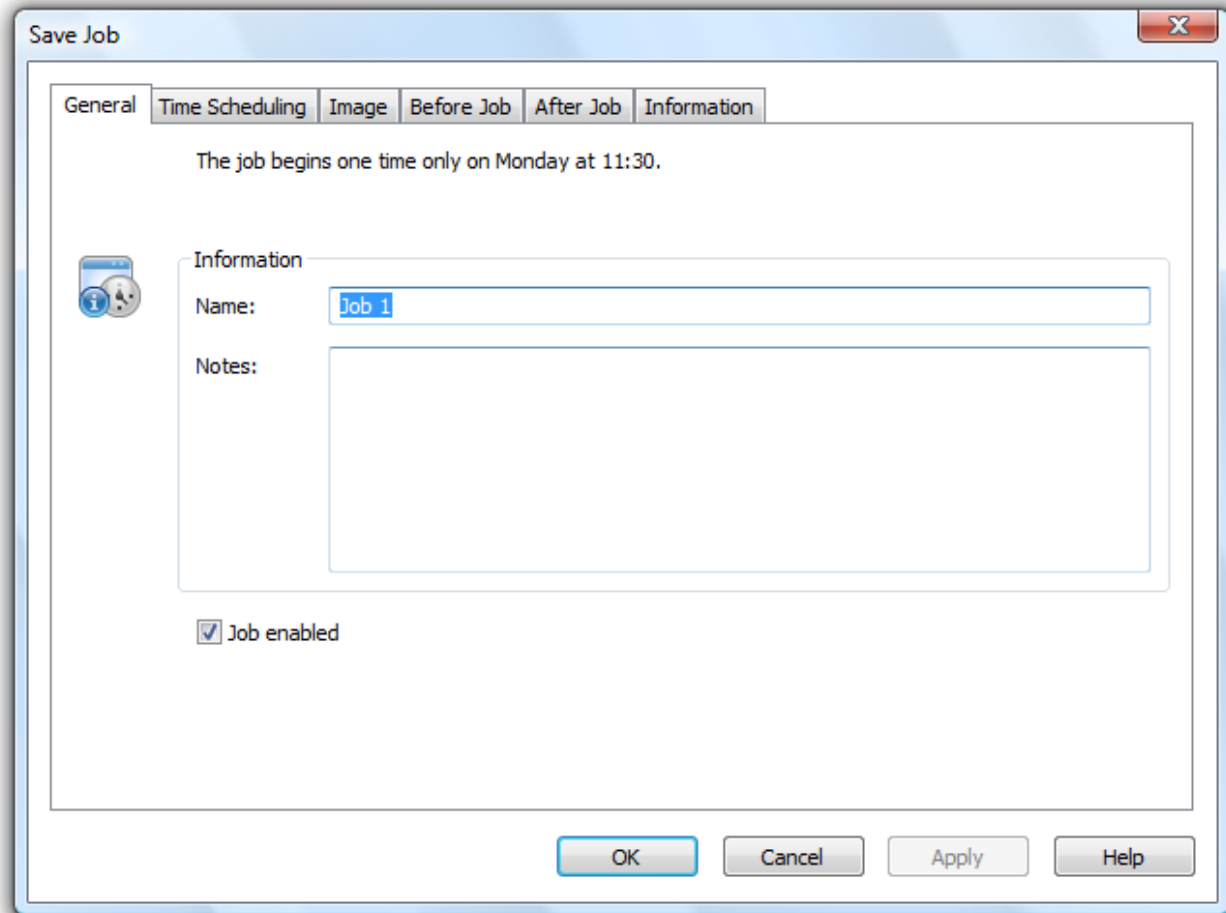 Save Job
General Time Scheduling Image Before Job After Job Information
The job begins one time only on Monday at 11:30.
Information
Name: Job 1
Notes:
Job enabled
OK Cancel Apply Help